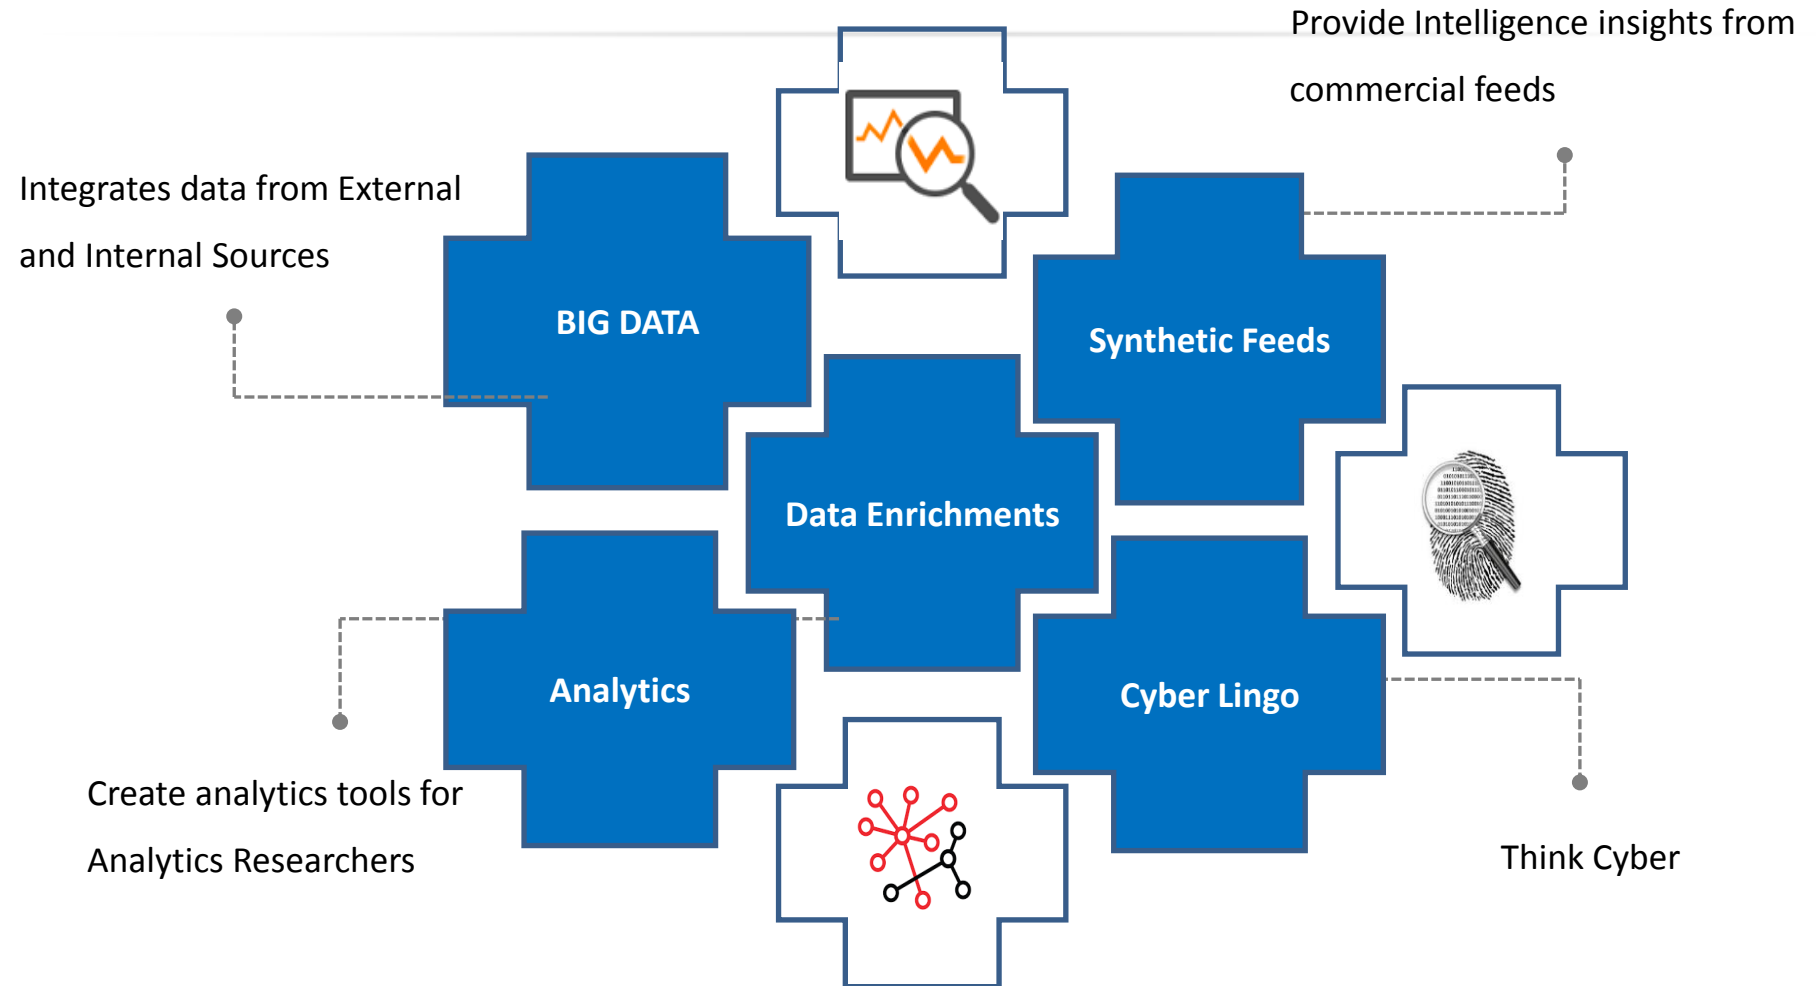 Provide Intelligence insights from
commercial feeds
Integrates data from External
and Internal Sources
BIG DATA
Synthetic Feeds
Data Enrichments
Analytics
Cyber Lingo
Create analytics tools for
Analytics Researchers
Think Cyber